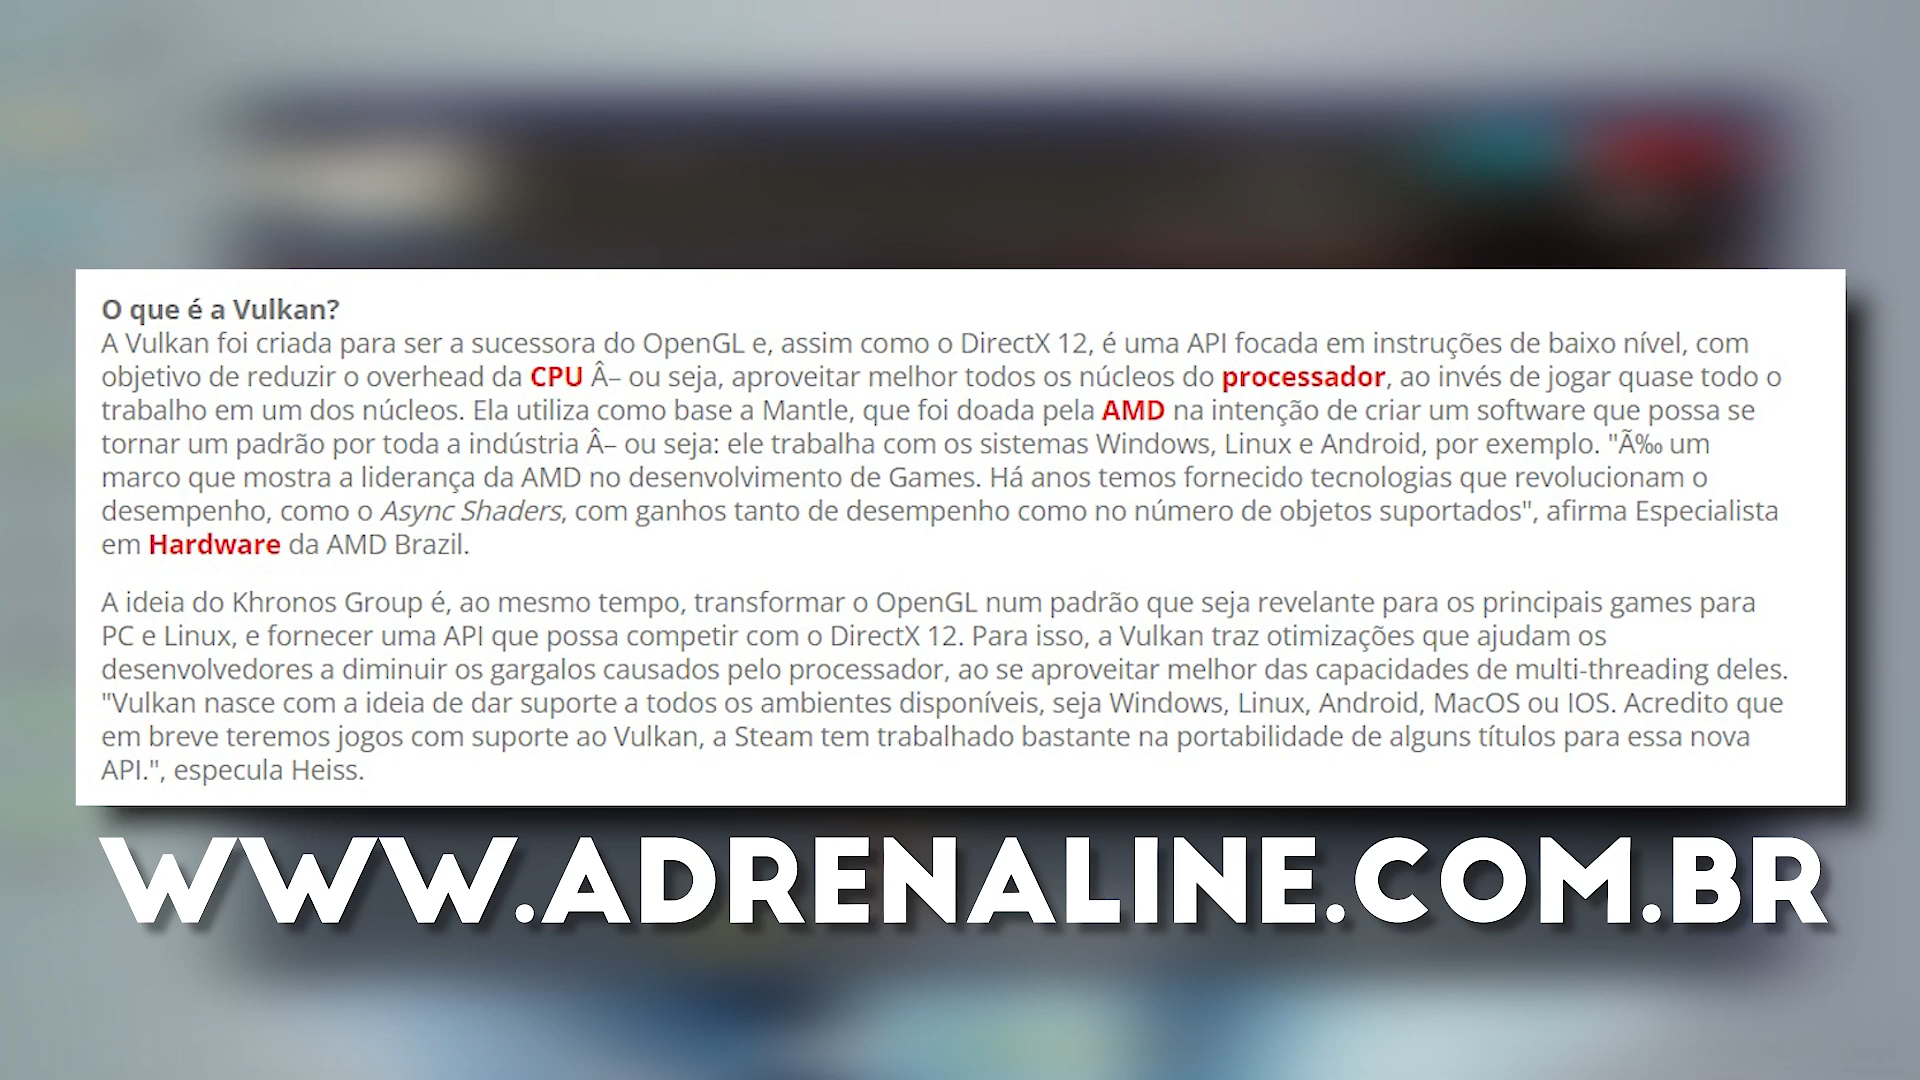 O que é a Vulkan?
A Vulkan foi criada para ser a sucessora do OpenGL e, assim como o DirectX 12, é uma API focada em instruções de baixo nível, com
objetivo de reduzir o overhead da CPU Â– ou seja, aproveitar melhor todos os núcleos do processador, ao invés de jogar quase todo o
trabalho em um dos núcleos. Ela utiliza como base a Mantle, que foi doada pela AMD na intenção de criar um software que possa se
tornar um padrão por toda a indústria Â– ou seja: ele trabalha com os sistemas Windows, Linux e Android, por exemplo. "Ã‰ um
marco que mostra a liderança da AMD no desenvolvimento de Games. Há anos temos fornecido tecnologias que revolucionam o
desempenho, como o Async Shaders, com ganhos tanto de desempenho como no número de objetos suportados", afirma Especialista
em Hardware da AMD Brazil.
A ideia do Khronos Group é, ao mesmo tempo, transformar o OpenGL num padrão que seja revelante para os principais games para
PC e Linux, e fornecer uma API que possa competir com o DirectX 12. Para isso, a Vulkan traz otimizações que ajudam os
desenvolvedores a diminuir os gargalos causados pelo processador, ao se aproveitar melhor das capacidades de multi-threading deles.
"Vulkan nasce com a ideia de dar suporte a todos os ambientes disponíveis, seja Windows, Linux, Android, MacOS ou IOS. Acredito que
em breve teremos jogos com suporte ao Vulkan, a Steam tem trabalhado bastante na portabilidade de alguns títulos para essa nova
API.", especula Heiss.
WWW.ADRENALINE.COM.BR